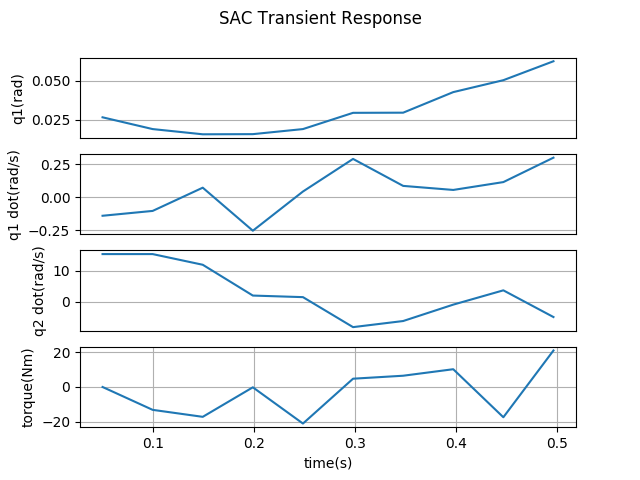 SAC Transient Response
0.050
0.025
q1(rad)
0.25
0.00
−0.25
q1 dot(rad/s)
10
0
q2 dot(rad/s)
20
0
−20
torque(Nm)
0.1 0.2 0.3 0.4 0.5
time(s)